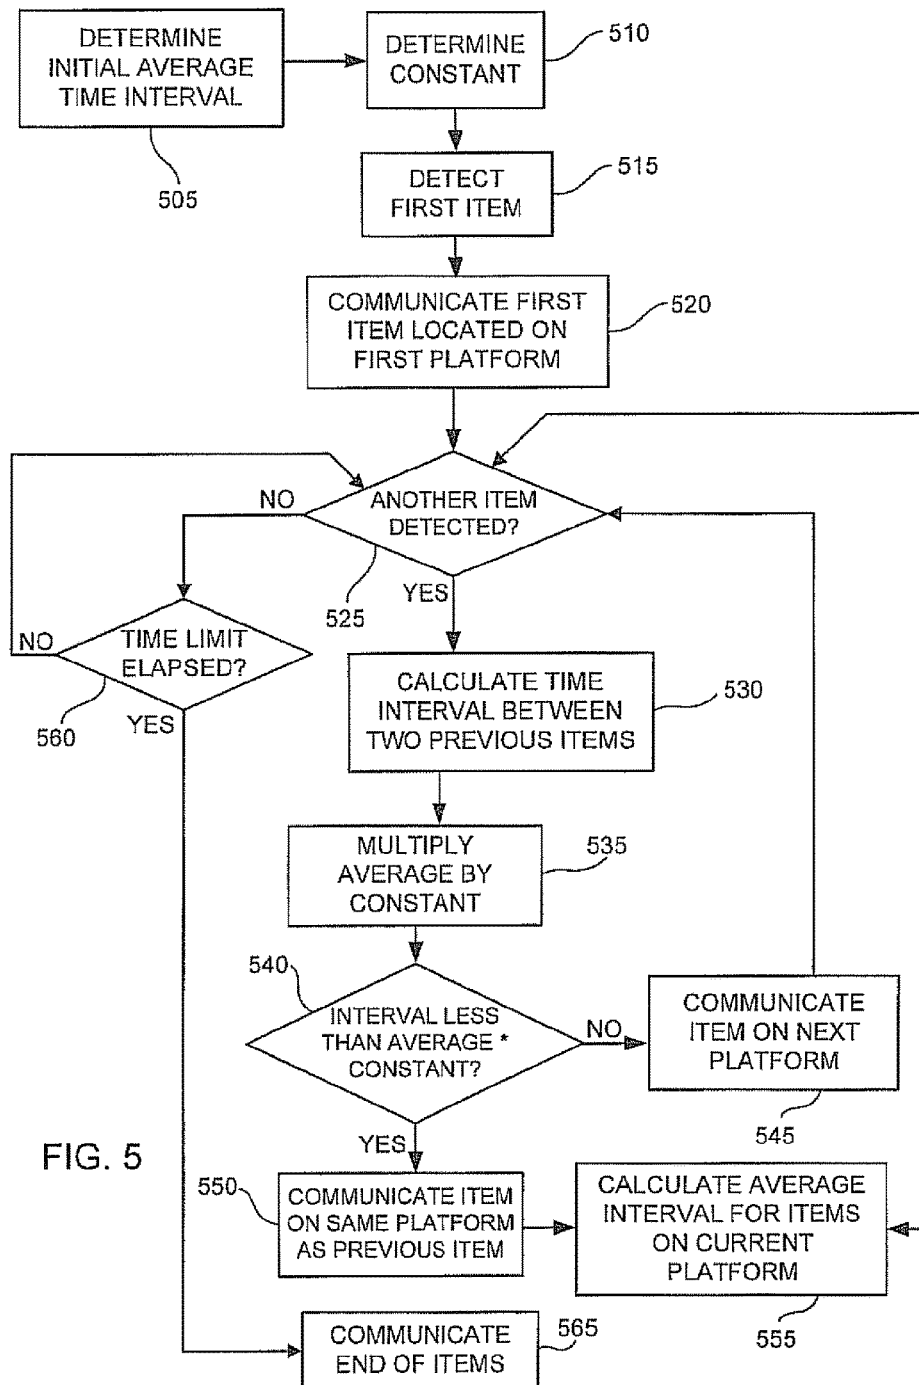 DETERMINE
INITIAL AVERAGE
TIME INTERVAL
505
DETERMINE
CONSTANT
510
DETECT
FIRST ITEM
515
COMMUNICATE FIRST
ITEM LOCATED ON
FIRST PLATFORM
520
ANOTHER ITEM
DETECTED?
NO
YES
525
TIME LIMIT
ELAPSED?
NO
YES
560
CALCULATE TIME
INTERVAL BETWEEN
TWO PREVIOUS ITEMS
530
MULTIPLY
AVERAGE BY
CONSTANT
535
540
INTERVAL LESS
THAN AVERAGE *
CONSTANT?
NO
YES
COMMUNICATE
ITEM ON NEXT
PLATFORM
545
FIG. 5
550
COMMUNICATE ITEM
ON SAME PLATFORM
AS PREVIOUS ITEM
CALCULATE AVERAGE
INTERVAL FOR ITEMS
ON CURRENT
PLATFORM
555
COMMUNICATE
END OF ITEMS
565